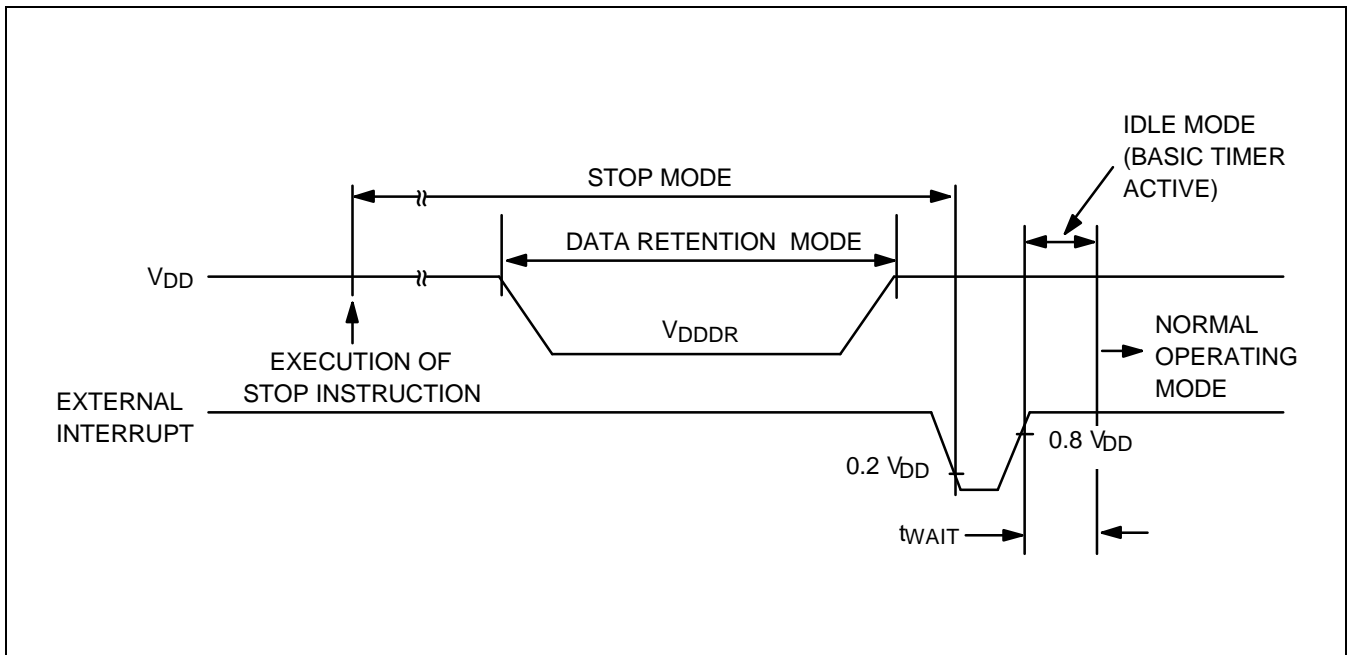 IDLE MODE
(BASIC TIMER
ACTIVE)
STOP MODE
DATA RETENTION MODE
VDD
VDDDR
EXECUTION OF
STOP INSTRUCTION
NORMAL
OPERATING
MODE
EXTERNAL
INTERRUPT
0.8 VDD
0.2 VDD
tWAIT